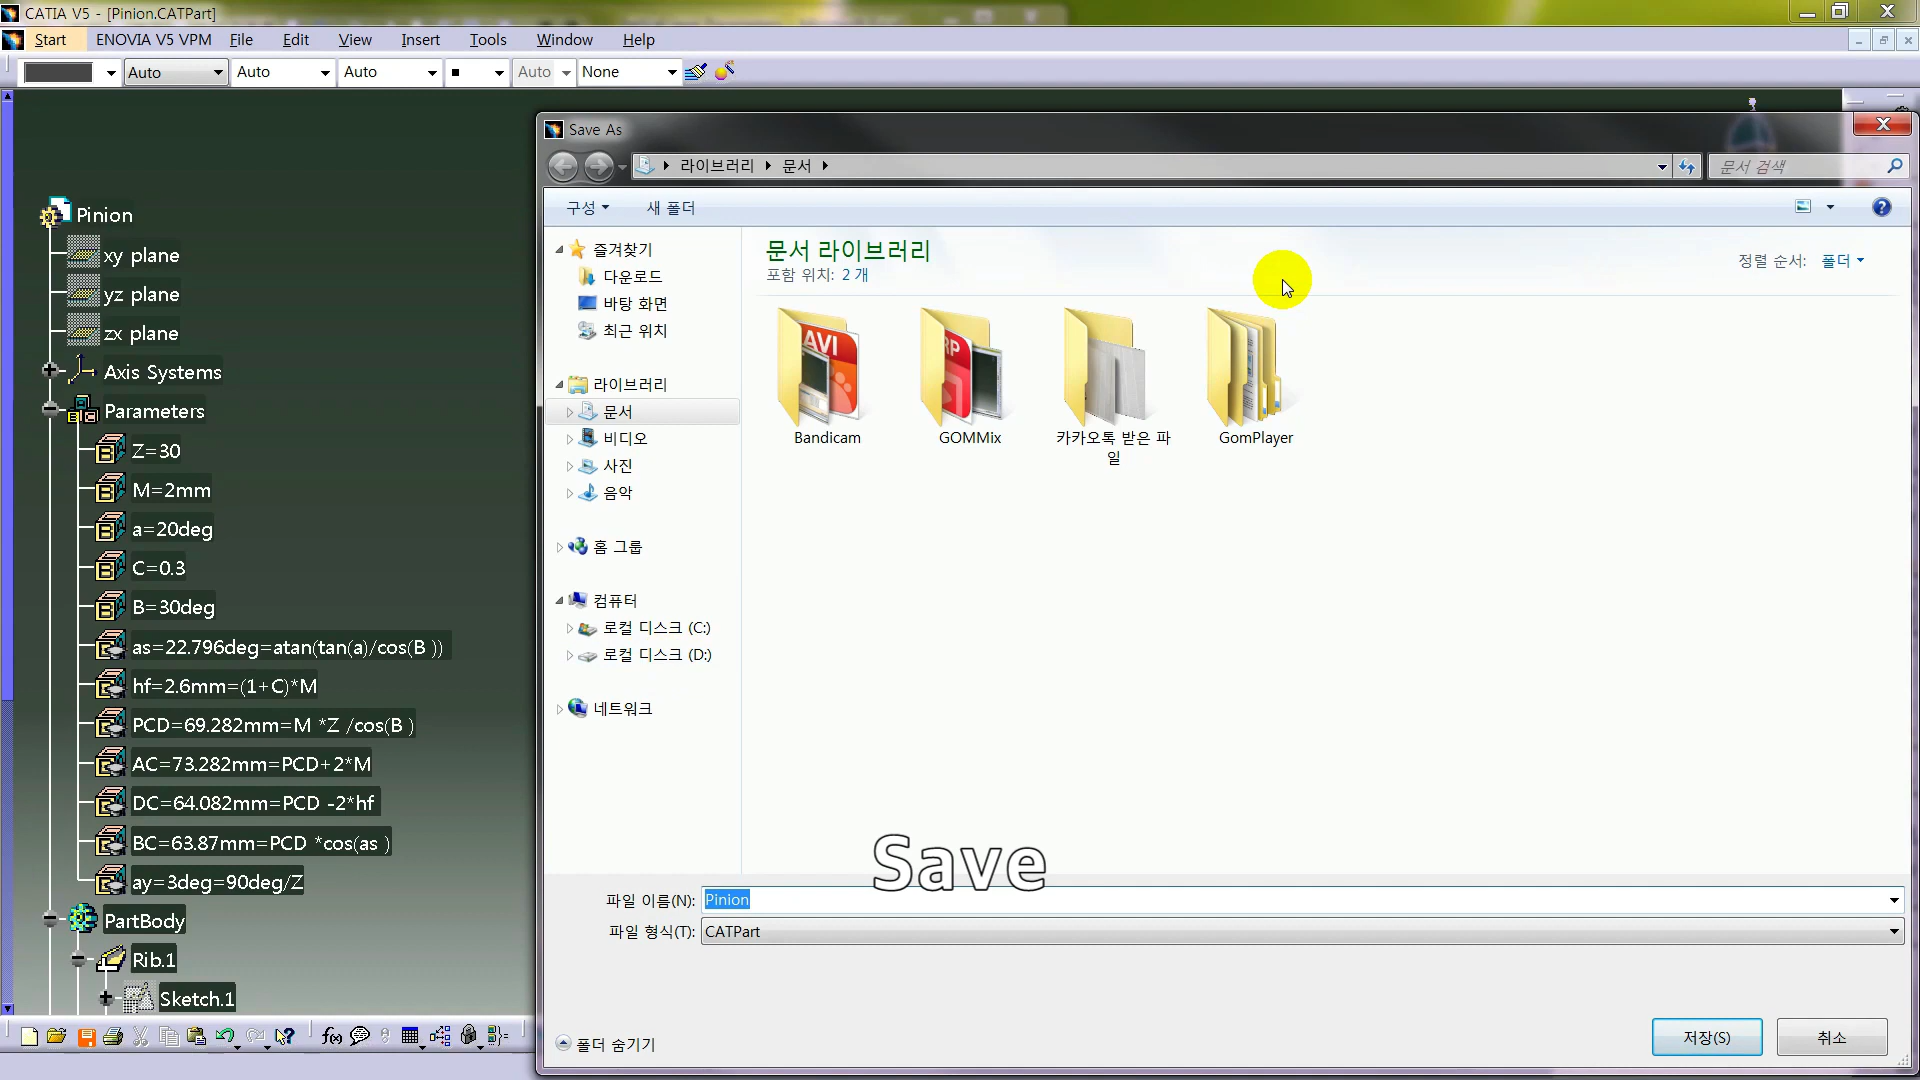 CATIA V5 - [Pinion.CATPart]
Start ENOVIA V5 VPM File Edit View Insert Tools Window Help
Auto Auto Auto Auto None
Pinion
xy plane
yz plane
zx plane
Axis Systems
Parameters
Z=30
M=2mm
a=20deg
C=0.3
B=30deg
as=22.796deg=atan(tan(a)/cos(B ))
hf=2.6mm=(1+C)*M
PCD=69.282mm=M *Z /cos(B )
AC=73.282mm=PCD+2*M
DC=64.082mm=PCD -2*hf
BC=63.87mm=PCD *cos(as )
ay=3deg=90deg/Z
PartBody
Rib.1
Sketch.1
Save As
라이브러리 문서
문서 검색
구성 새 폴더
즐겨찾기
다운로드
바탕 화면
최근 위치
라이브러리
문서
비디오
사진
음악
홈 그룹
컴퓨터
로컬 디스크 (C:)
로컬 디스크 (D:)
네트워크
문서 라이브러리
포함 위치: 2 개
정렬 순서: 폴더
AVI
RP
Bandicam
GOMMix
카카오톡 받은 파
일
GomPlayer
Save
파일 이름(N): Pinion
파일 형식(T): CATPart
폴더 숨기기
저장(S) 취소